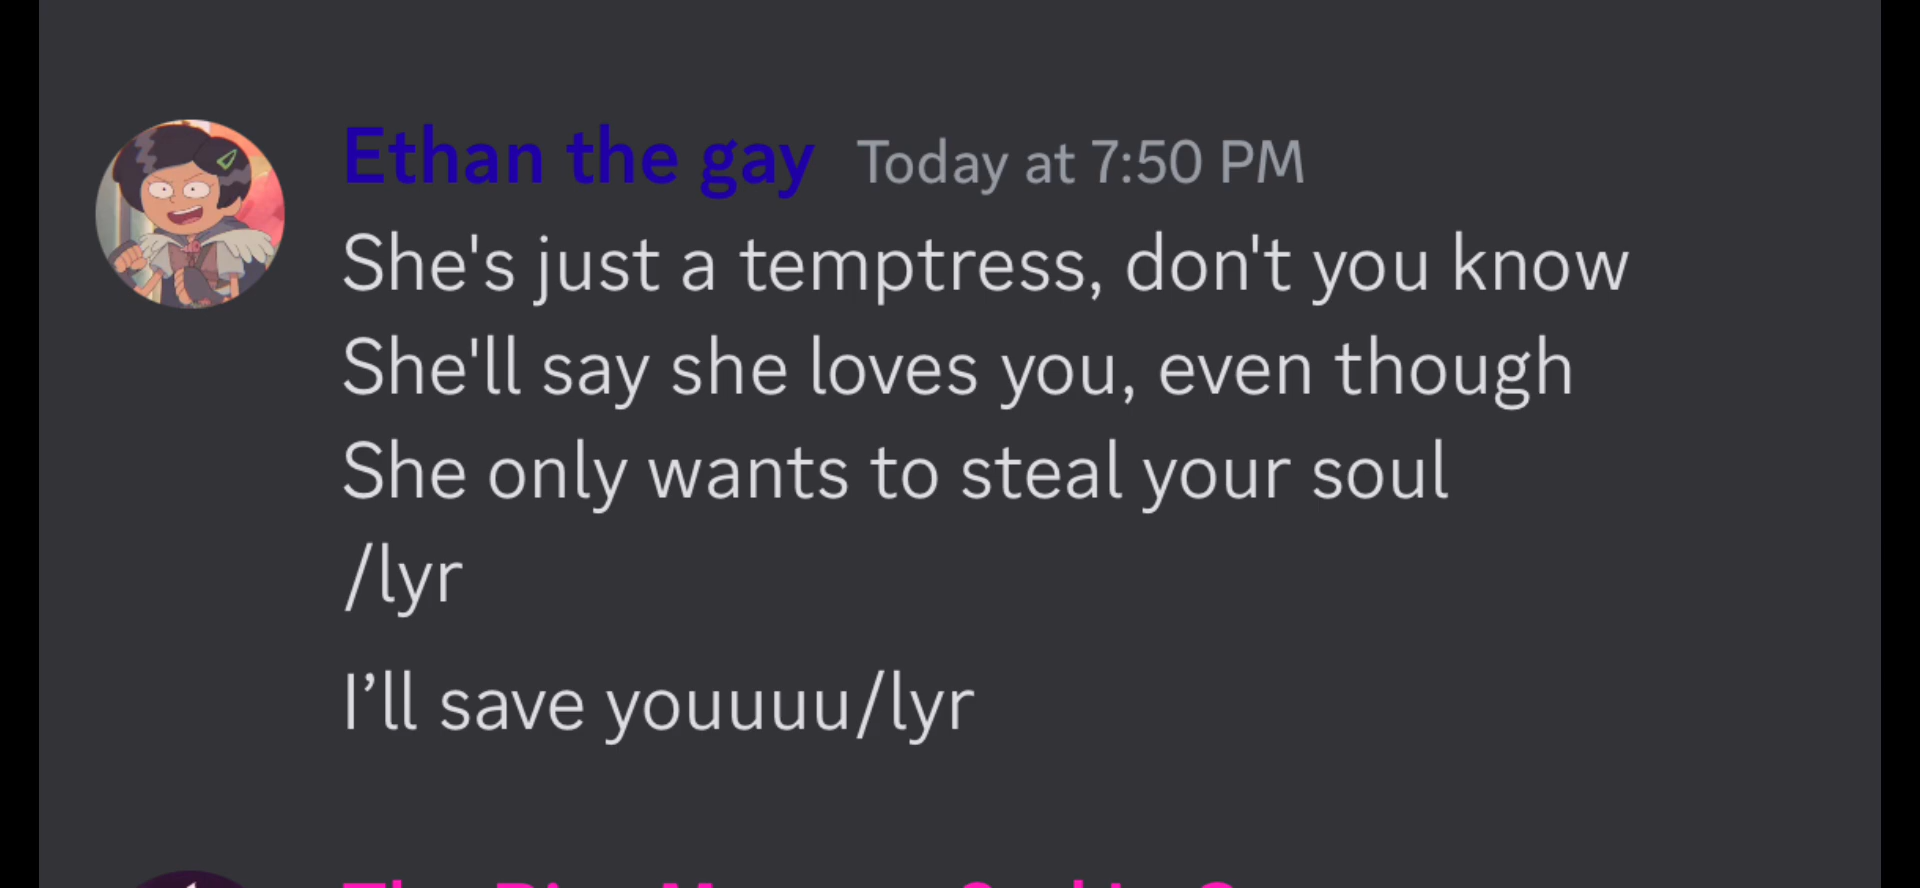 Ethan the gay Today at 7:50 PM
She's just a temptress, don't you know
She'll say she loves you, even though
She only wants to steal your soul
/lyr
I’ll save youuuu/lyr